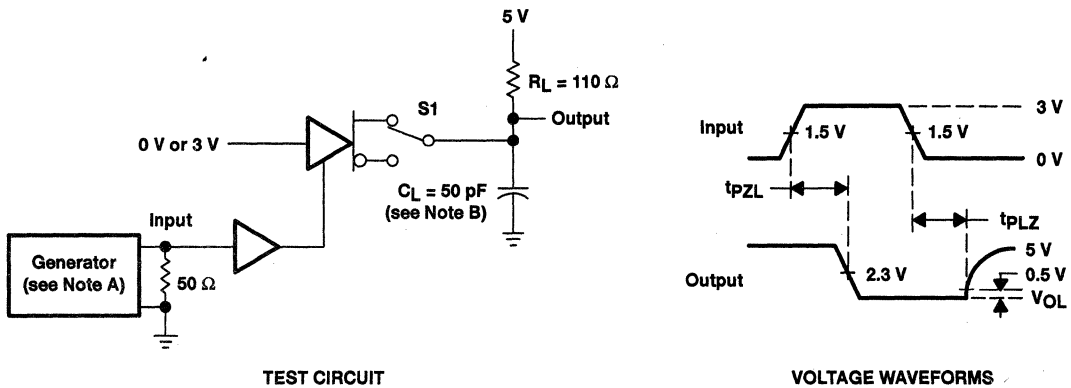 5 V
RL = 110 Ω
S1
Output
0 V or 3 V
CL = 50 pF
(see Note B)
Input
Generator
(see Note A)
50 Ω
TEST CIRCUIT
3 V
Input
1.5 V
1.5 V
0 V
tPZL
tPLZ
5 V
Output
2.3 V
0.5 V
VOL
VOLTAGE WAVEFORMS